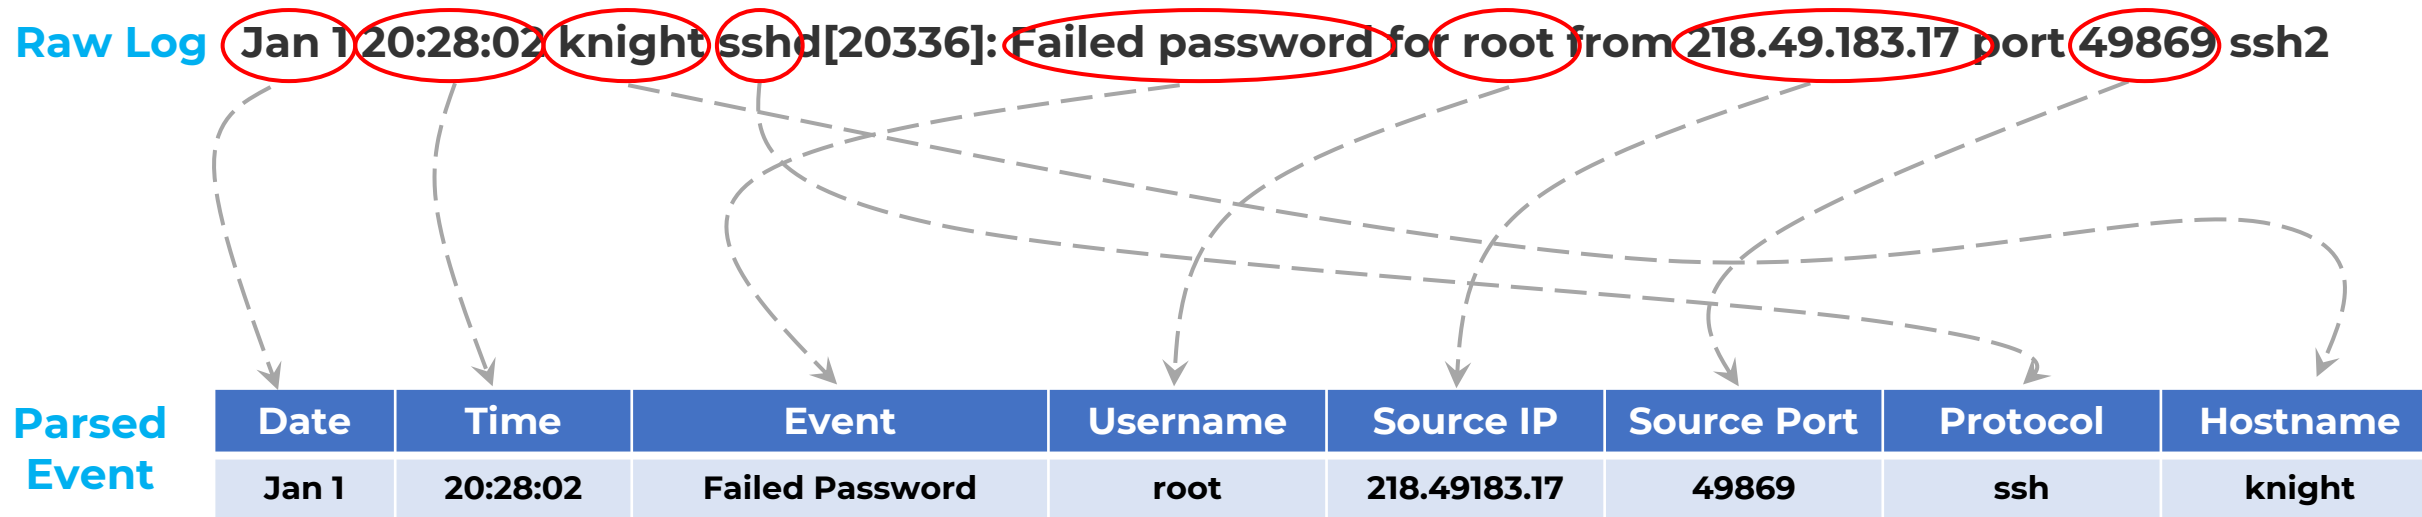 Raw Log Jan 1 20:28:02 knight sshd[20336]: Failed password for root from 218.49.183.17 port 49869 ssh2
Parsed Event
Date Time Event Username Source IP Source Port Protocol Hostname
Jan 1 20:28:02 Failed Password root 218.49183.17 49869 ssh knight